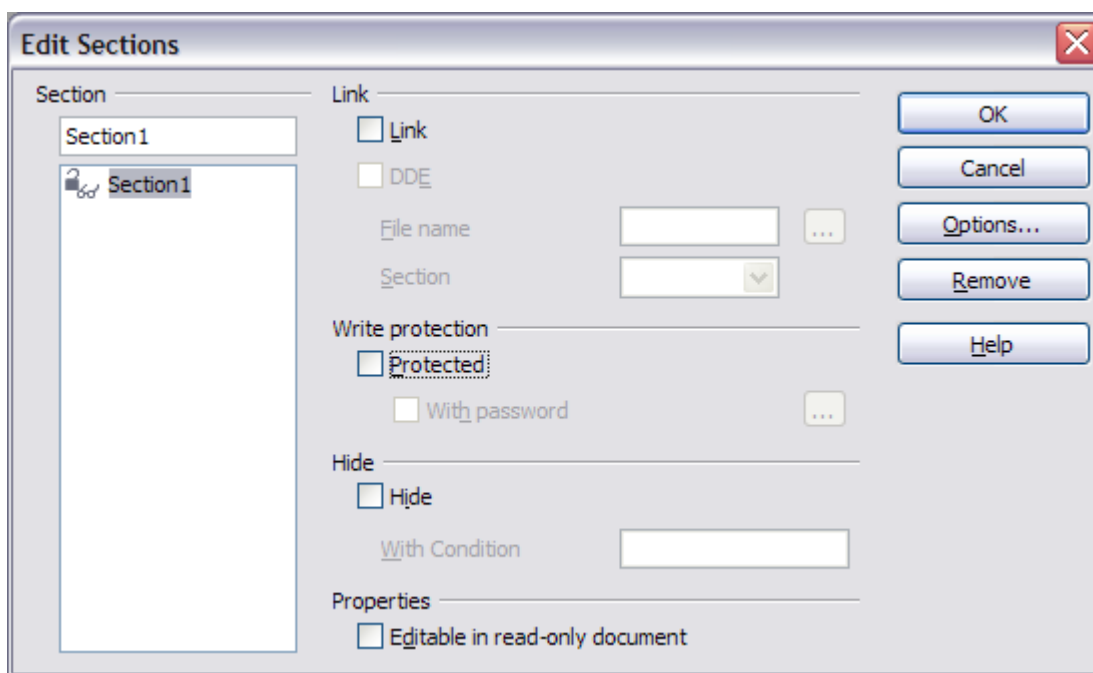 Edit Sections
Section
Section1
Section1
Link
Link
DDE
File name
...
Section
Write protection
Protected
With password
...
Hide
Hide
With Condition
Properties
Editable in read-only document
OK
Cancel
Options...
Remove
Help